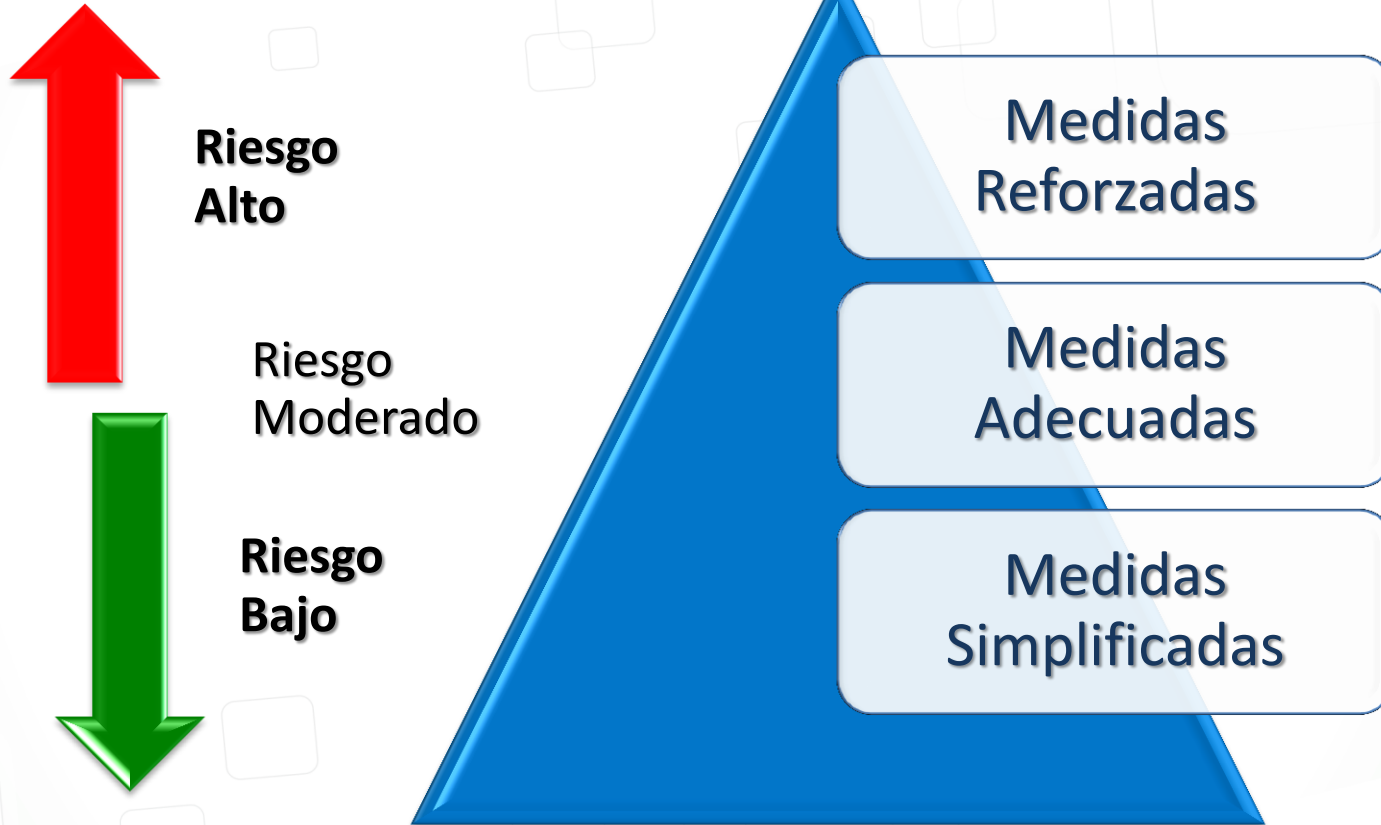 Riesgo
Alto
Medidas
Reforzadas
Riesgo
Moderado
Medidas
Adecuadas
Riesgo
Bajo
Medidas
Simplificadas